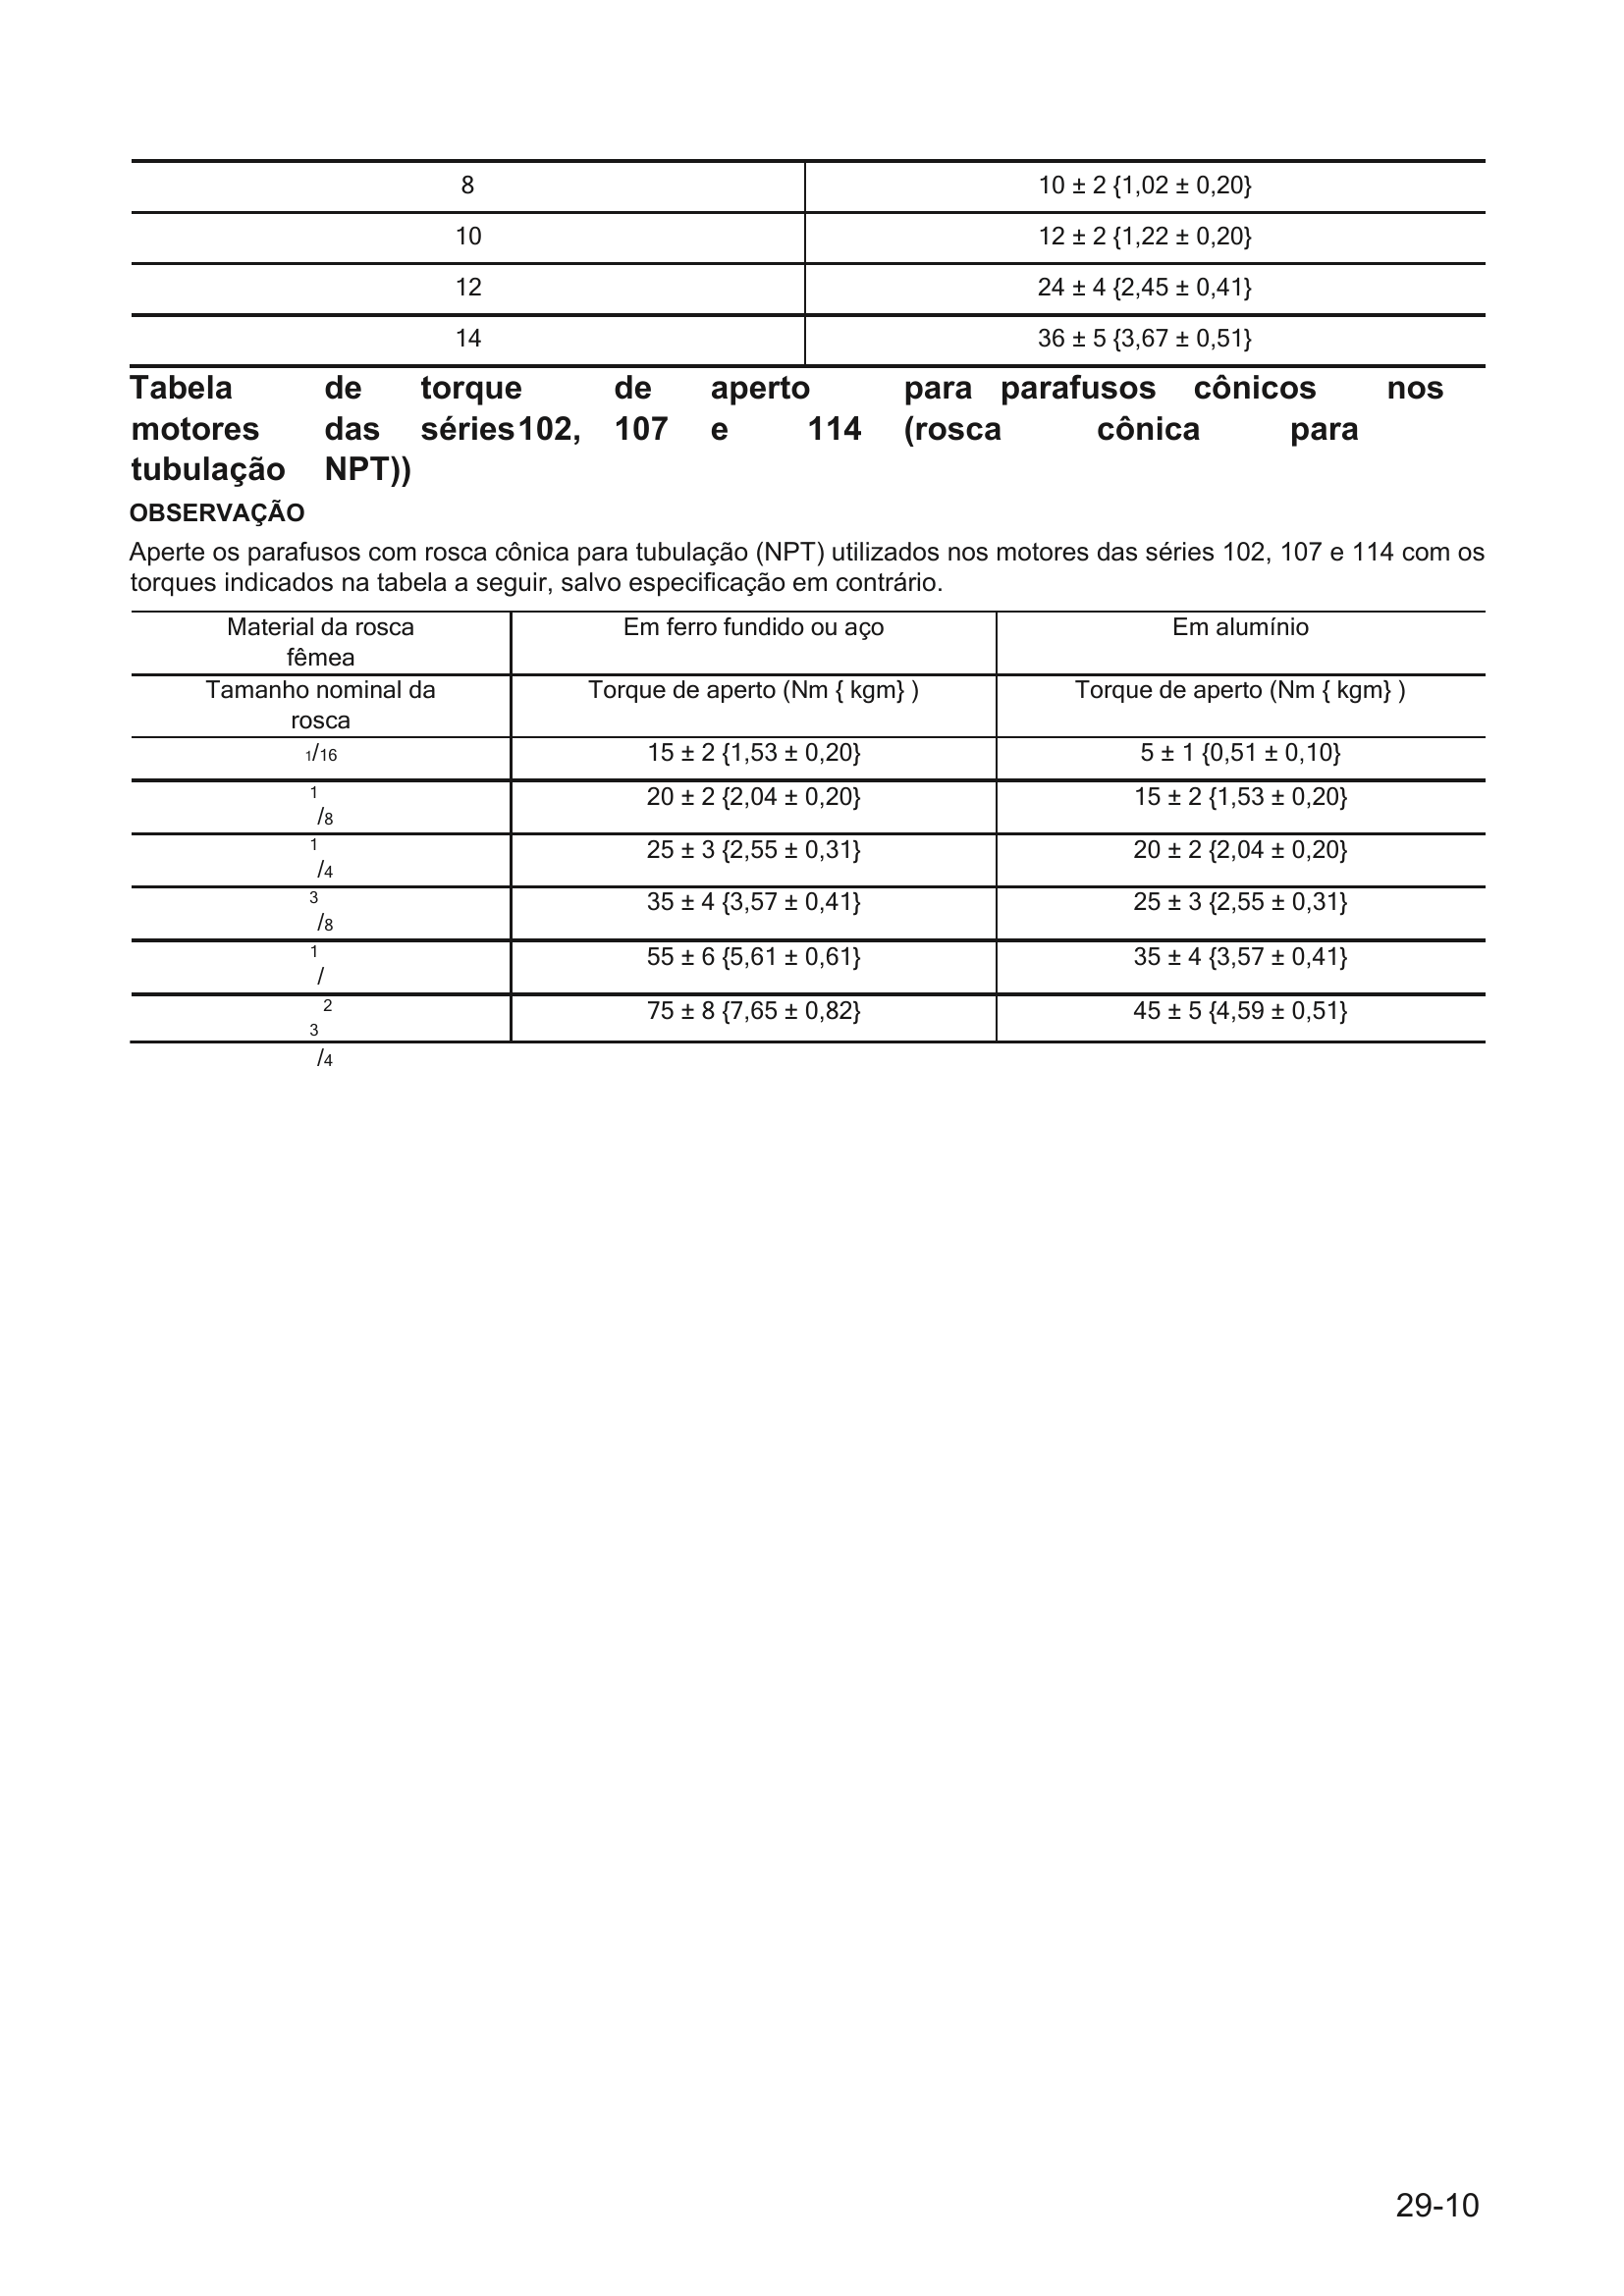 8 10 ± 2 {1,02 ± 0,20}
10 12 ± 2 {1,22 ± 0,20}
12 24 ± 4 {2,45 ± 0,41}
14 36 ± 5 {3,67 ± 0,51}
Tabela de torque de aperto para parafusos cônicos nos
motores das séries102, 107 e 114 (rosca cônica para
tubulação NPT))
OBSERVAÇÃO
Aperte os parafusos com rosca cônica para tubulação (NPT) utilizados nos motores das séries 102, 107 e 114 com os
torques indicados na tabela a seguir, salvo especificação em contrário.
Material da rosca Em ferro fundido ou aço Em alumínio
fêmea
Tamanho nominal da Torque de aperto (Nm { kgm} ) Torque de aperto (Nm { kgm} )
rosca
1/16 15 ± 2 {1,53 ± 0,20} 5 ± 1 {0,51 ± 0,10}
1 20 ± 2 {2,04 ± 0,20} 15 ± 2 {1,53 ± 0,20}
/8
1 25 ± 3 {2,55 ± 0,31} 20 ± 2 {2,04 ± 0,20}
/4
3 35 ± 4 {3,57 ± 0,41} 25 ± 3 {2,55 ± 0,31}
/8
1 55 ± 6 {5,61 ± 0,61} 35 ± 4 {3,57 ± 0,41}
/
2 75 ± 8 {7,65 ± 0,82} 45 ± 5 {4,59 ± 0,51}
3
/4
29-10